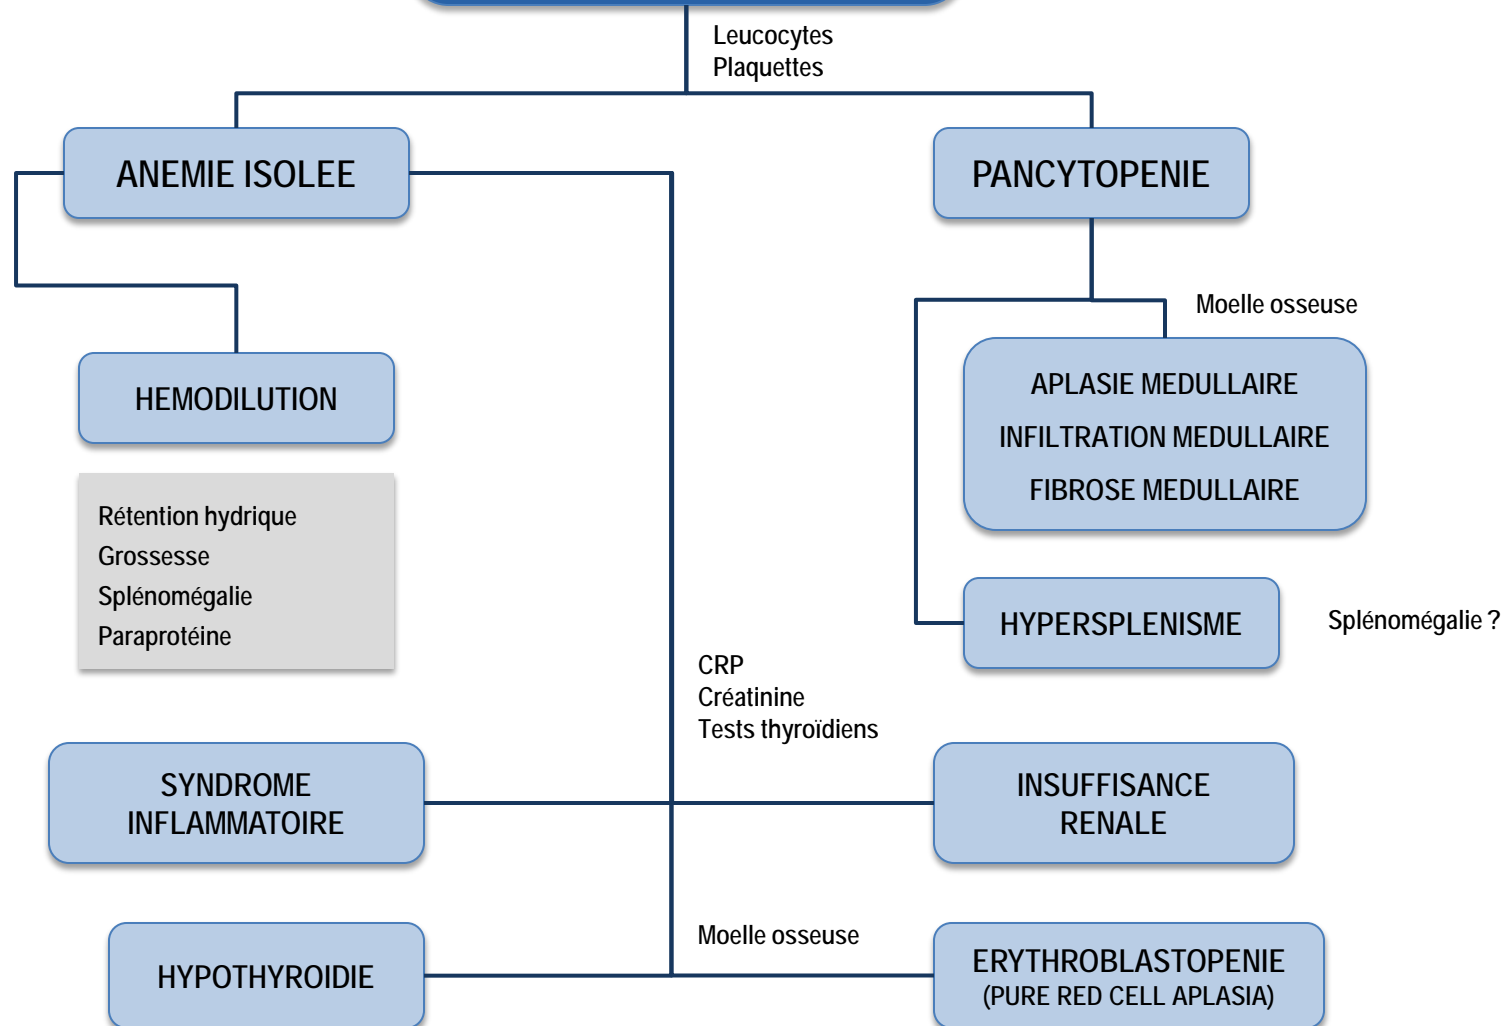 Leucocytes
Plaquettes
ANEMIE ISOLEE
PANCYTOPENIE
Moelle osseuse
HEMODILUTION
APLASIE MEDULLAIRE
INFILTRATION MEDULLAIRE
FIBROSE MEDULLAIRE
Rétention hydrique
Grossesse
Splénomégalie
Paraprotéine
HYPERSPLENISME
Splénomégalie ?
CRP
Créatinine
Tests thyroïdiens
SYNDROME
INFLAMMATOIRE
INSUFFISANCE
RENALE
Moelle osseuse
HYPOTHYROIDIE
ERYTHROBLASTOPENIE
(PURE RED CELL APLASIA)